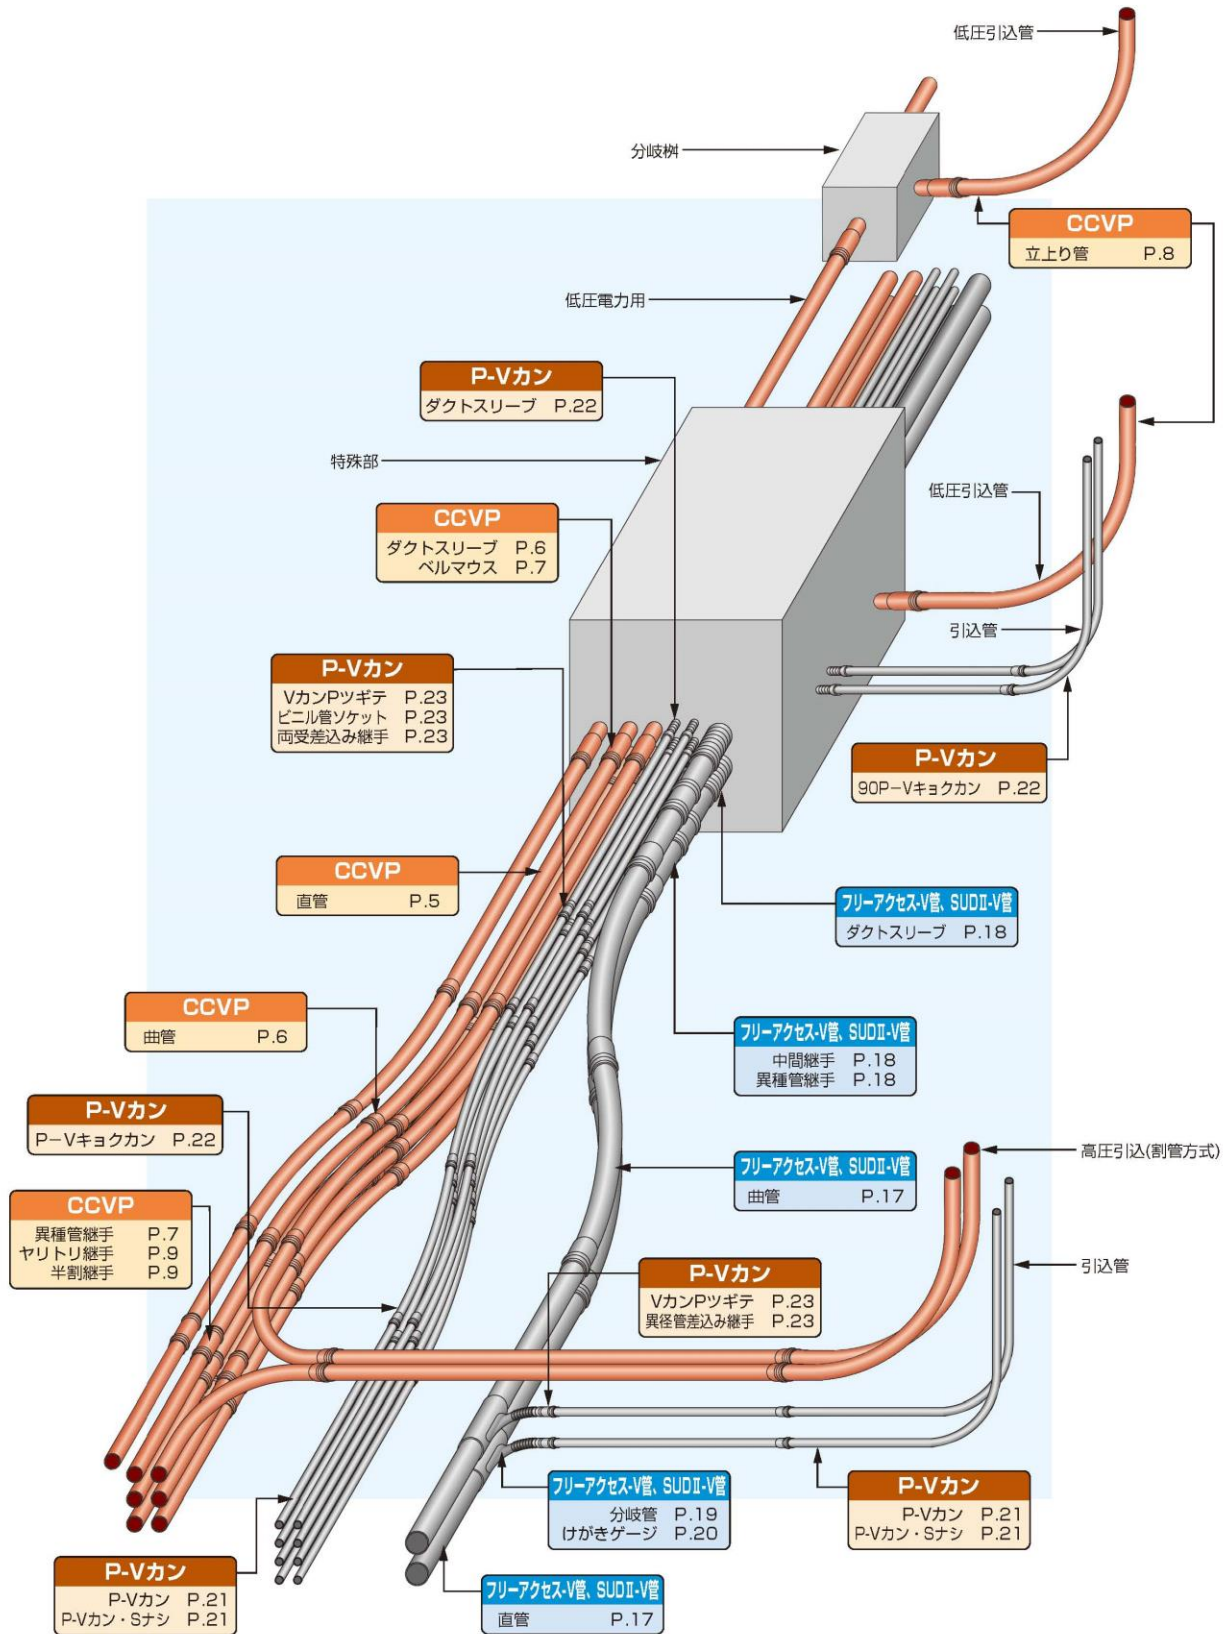 低圧引込管
分岐桝
CCVP
立上り管 P.8
低圧電力用
P-Vカン
ダクトスリーブ P.22
特殊部
低圧引込管
CCVP
ダクトスリーブ P.6
ベルマウス P.7
引込管
P-Vカン
VカンPツギテ P.23
ビニル管ソケット P.23
両受差込み継手 P.23
P-Vカン
90P-Vキョクカン P.22
CCVP
直管 P.5
フリーアクセス-V管、SUDⅡ-V管
ダクトスリーブ P.18
CCVP
曲管 P.6
フリーアクセス-V管、SUDⅡ-V管
中間継手 P.18
異種管継手 P.18
P-Vカン
P-Vキョクカン P.22
高圧引込(割管方式)
フリーアクセス-V管、SUDⅡ-V管
曲管 P.17
CCVP
異種管継手 P.7
ヤリトリ継手 P.9
半割継手 P.9
引込管
P-Vカン
VカンPツギテ P.23
異径管差込み継手 P.23
フリーアクセス-V管、SUDⅡ-V管
分岐管 P.19
けがきゲージ P.20
P-Vカン
P-Vカン P.21
P-Vカン・Sナシ P.21
P-Vカン
P-Vカン P.21
P-Vカン・Sナシ P.21
フリーアクセス-V管、SUDⅡ-V管
直管 P.17